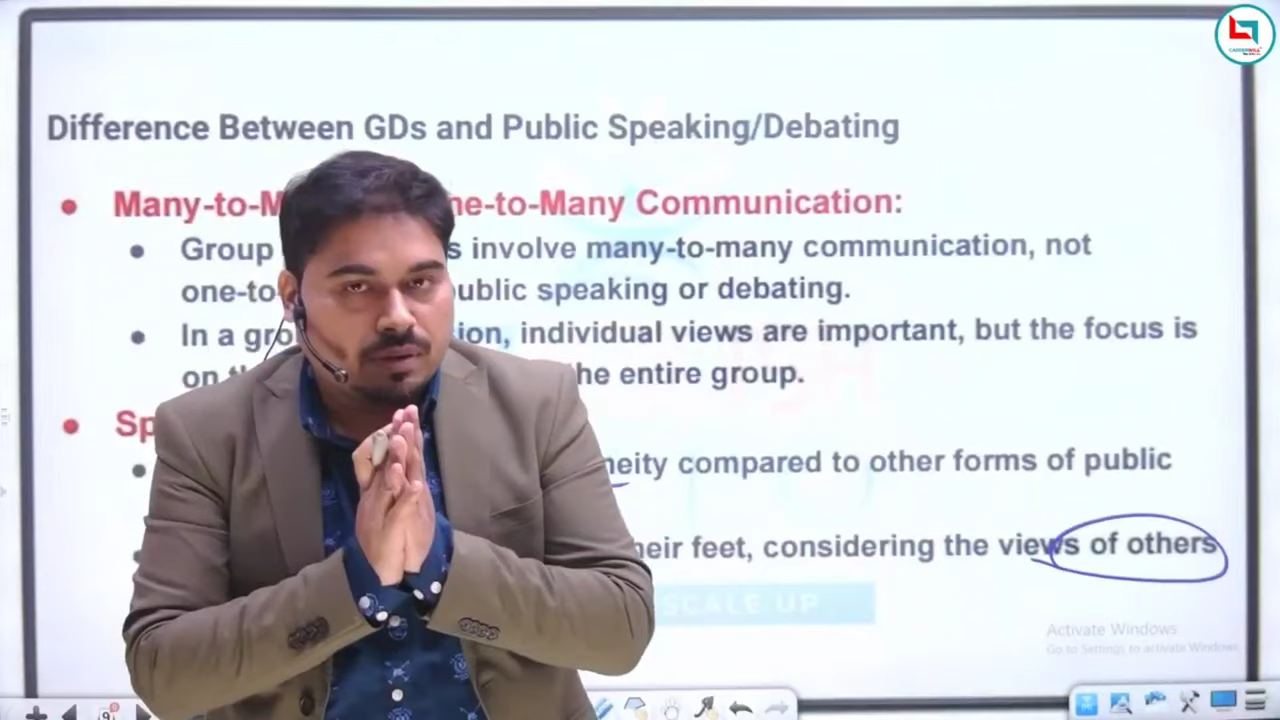 CAREERWILL
Difference Between GDs and Public Speaking/Debating
Many-to-M ne-to-Many Communication:
Group s involve many-to-many communication, not
one-to- ublic speaking or debating.
In a gro ion, individual views are important, but the focus is
on he entire group.
Sp
neity compared to other forms of public
heir feet, considering the views of others
SCALE UP
Activate Windows
Go to Settings to activate Windows.
9